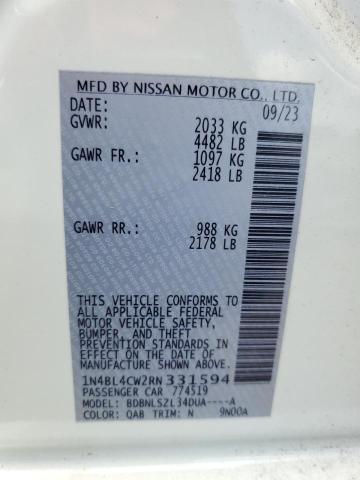 MFD BY NISSAN MOTOR CO., LTD.
DATE: 09/23
GVWR: 2033 KG
4482 LB
GAWR FR.: 1097 KG
2418 LB
GAWR RR.: 988 KG
2178 LB
THIS VEHICLE CONFORMS TO
ALL APPLICABLE FEDERAL
MOTOR VEHICLE SAFETY,
BUMPER, AND THEFT
PREVENTION STANDARDS IN
EFFECT ON THE DATE OF
MANUFACTURE SHOWN ABOVE.
1N4BL4CW2RN331594
PASSENGER CAR 774519
MODEL: BDBNLSZL34DUA----A
COLOR: QAB TRIM: N 9N00A